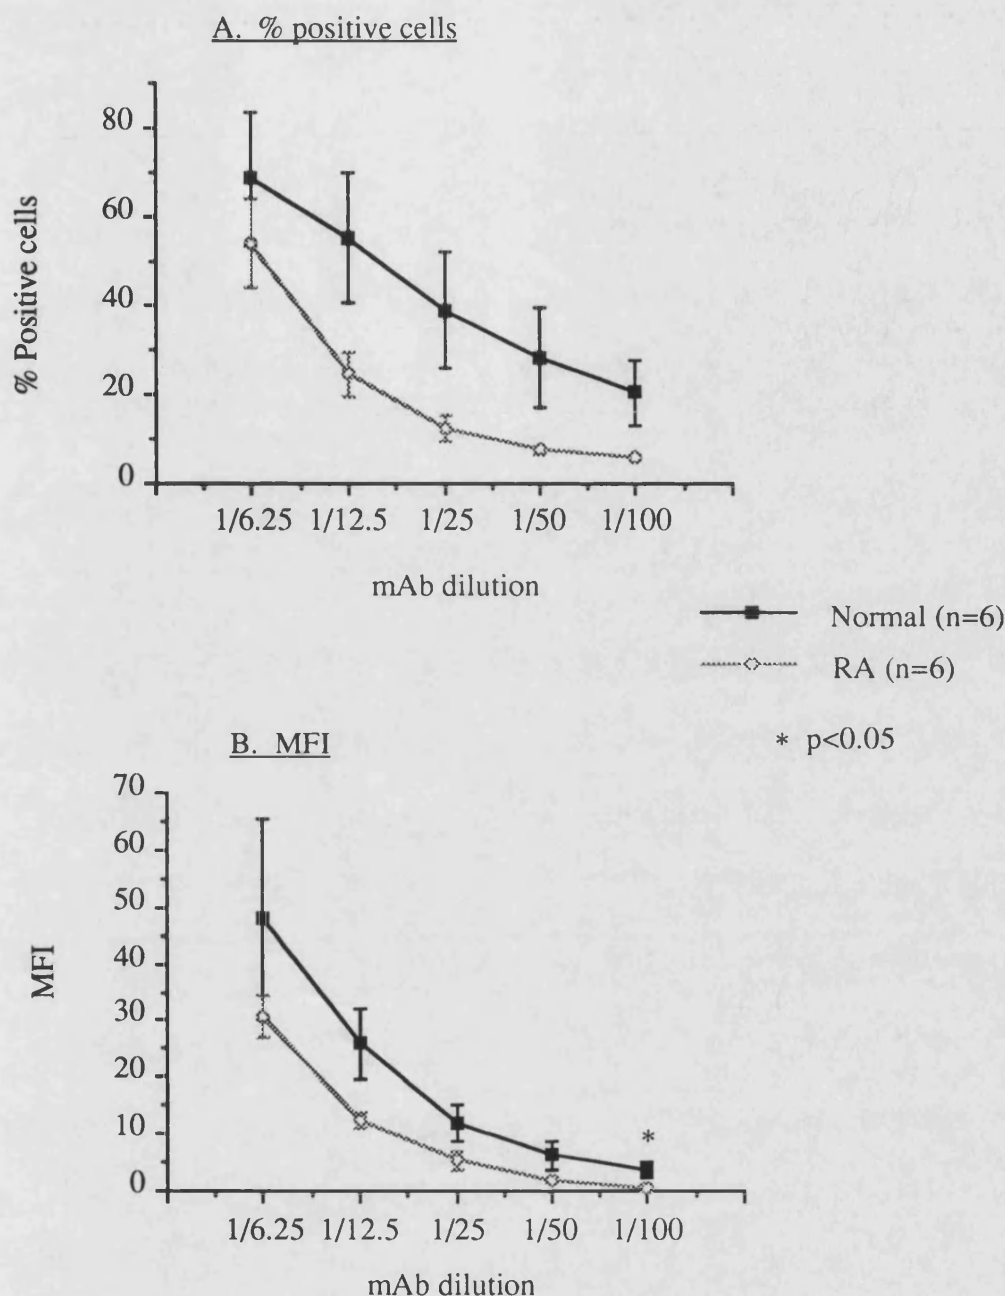 A. % positive cells
80
60
40
20
0
% Positive cells
1/6.25 1/12.5 1/25 1/50 1/100
mAb dilution
Normal (n=6)
RA (n=6)
* p<0.05
B. MFI
70
60
50
40
30
20
10
0
MFI
*
1/6.25 1/12.5 1/25 1/50 1/100
mAb dilution